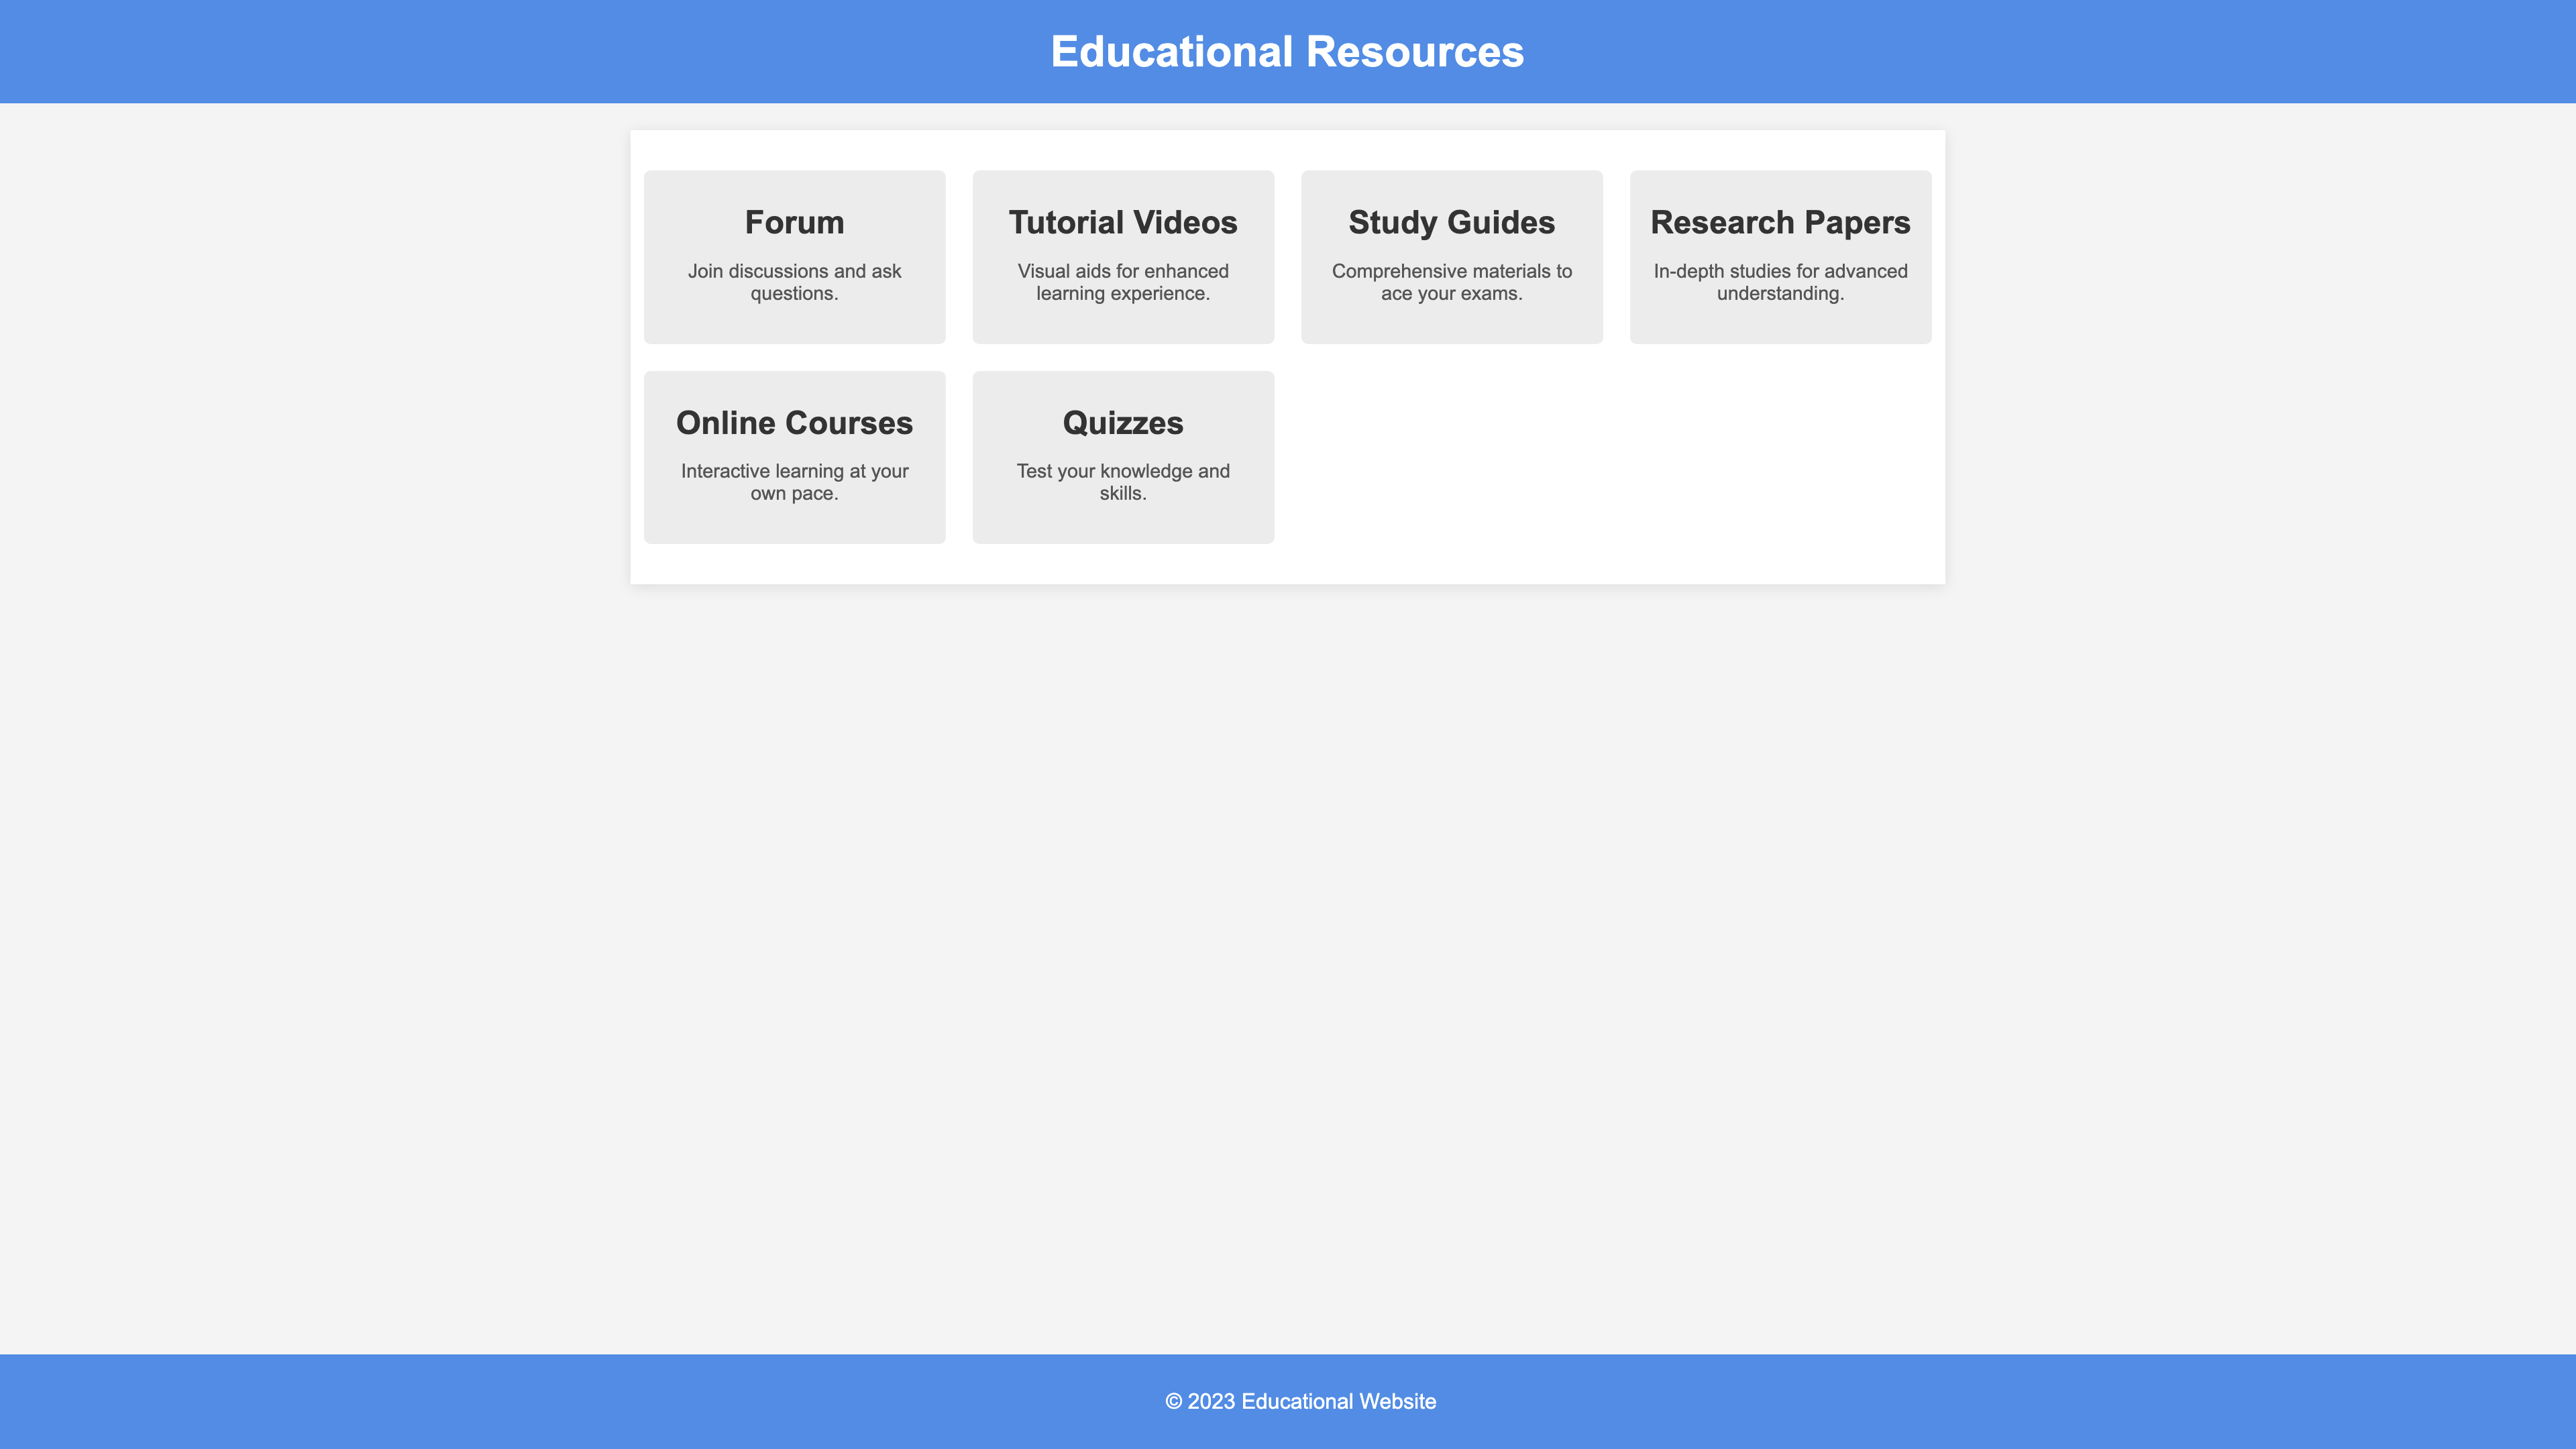 Educational Resources
Forum
Join discussions and ask
questions.
Tutorial Videos
Visual aids for enhanced
learning experience.
Study Guides
Comprehensive materials to
ace your exams.
Research Papers
In-depth studies for advanced
understanding.
Online Courses
Interactive learning at your
own pace.
Quizzes
Test your knowledge and
skills.
© 2023 Educational Website